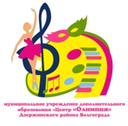 муниципальное учреждение дополнительного
образования «Центр «Олимпия»
Дзержинского района Волгограда